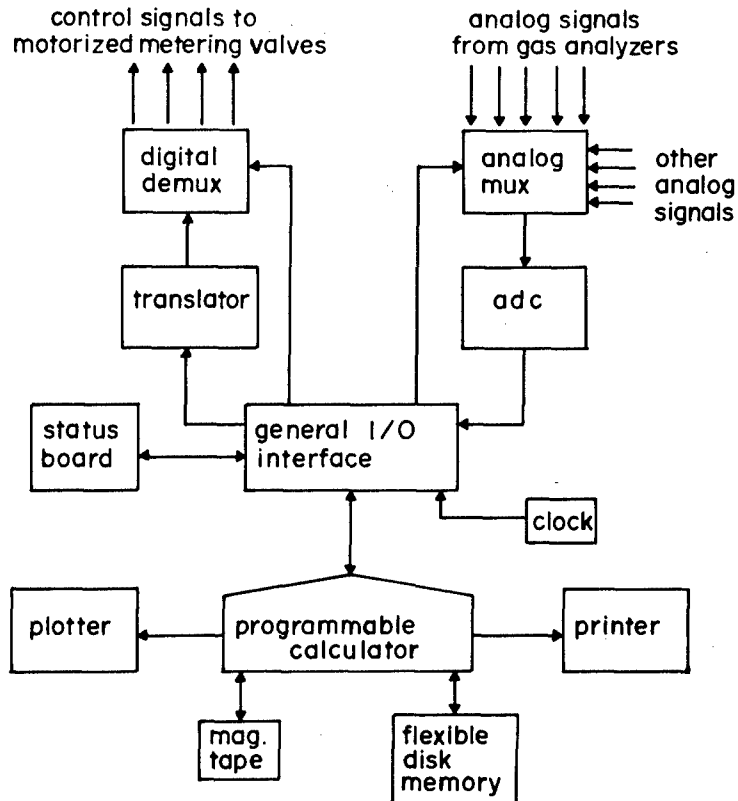 control signals to
motorized metering valves
analog signals
from gas analyzers
digital
demux
analog
mux
other
analog
signals
translator
adc
status
board
general I/O
interface
clock
plotter
programmable
calculator
printer
mag.
tape
flexible
disk
memory